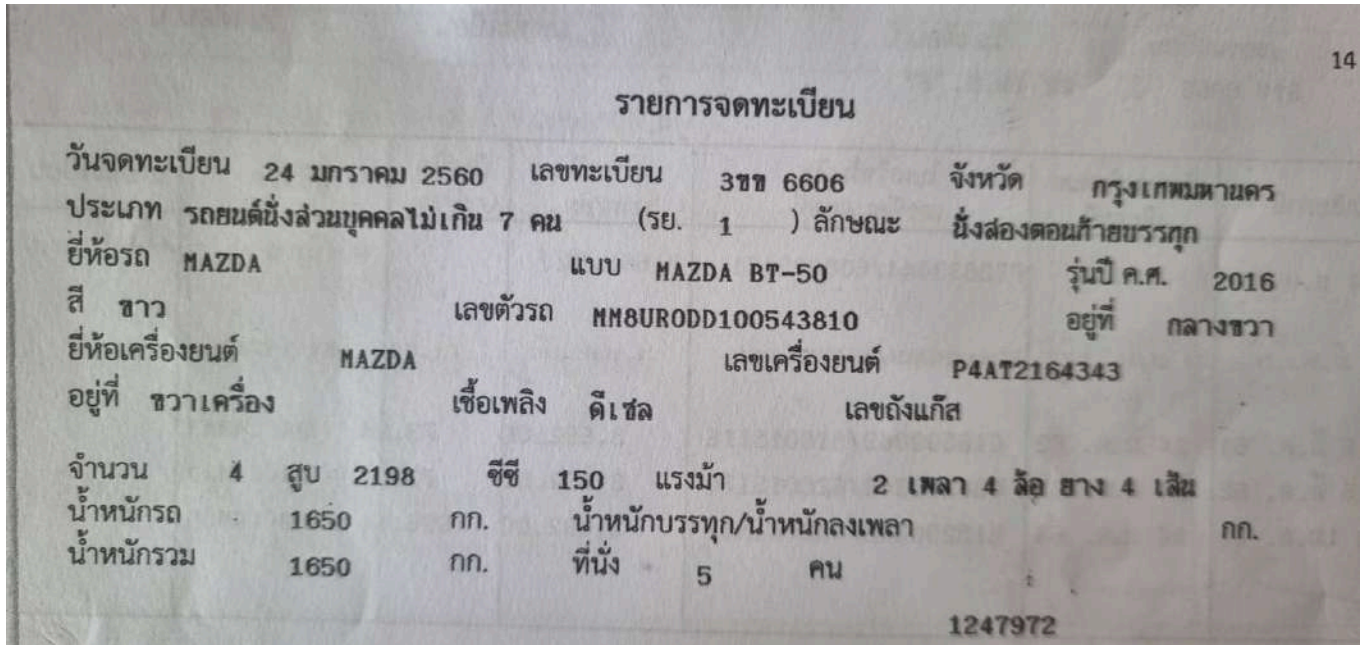 14
รายการจดทะเบียน
วันจดทะเบียน 24 มกราคม 2560 เลขทะเบียน 3ขข 6606 จังหวัด กรุงเทพมหานคร
ประเภท รถยนต์นั่งส่วนบุคคลไม่เกิน 7 คน (รย. 1 ) ลักษณะ นั่งสองตอนท้ายบรรทุก
ยี่ห้อรถ MAZDA แบบ MAZDA BT-50 รุ่นปี ค.ศ. 2016
สี ขาว เลขตัวรถ MM8UR0DD100543810 อยู่ที่ กลางขวา
ยี่ห้อเครื่องยนต์ MAZDA เลขเครื่องยนต์ P4AT2164343
อยู่ที่ ขวาเครื่อง เชื้อเพลิง ดีเซล เลขถังแก๊ส
จำนวน 4 สูบ 2198 ซีซี 150 แรงม้า 2 เพลา 4 ล้อ ยาง 4 เส้น
น้ำหนักรถ 1650 กก. น้ำหนักบรรทุก/น้ำหนักลงเพลา กก.
น้ำหนักรวม 1650 กก. ที่นั่ง 5 คน
1247972